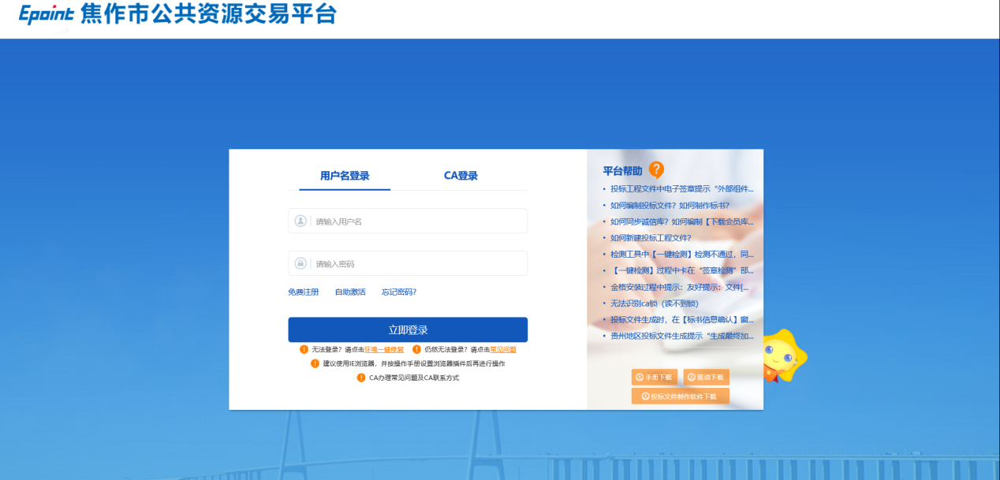 Epoint 焦作市公共资源交易平台
用户名登录
CA登录
请输入用户名
请输入密码
免费注册 自助激活 忘记密码?
立即登录
无法登录?请点击环境一键修复 仍然无法登录?请点击常见问题
建议使用IE浏览器,并按操作手册设置浏览器插件后再进行操作
CA办理常见问题及CA联系方式
平台帮助 ?
• 投标工程文件中电子签章提示“外部组件...
• 如何编制投标文件?如何制作标书?
• 如何同步诚信库?如何编制【下载会员库...
• 如何新建投标工程文件?
• 检测工具中【一键检测】检测不通过,同...
• 【一键检测】过程中卡在“签章检测”部...
• 金格安装过程中提示:友好提示:文件[...
• 无法识别ca锁(读不到锁)
• 投标文件生成时,在【标书信息确认】窗...
• 贵州地区投标文件生成提示“生成最终加...
手册下载 驱动下载
投标文件制作软件下载